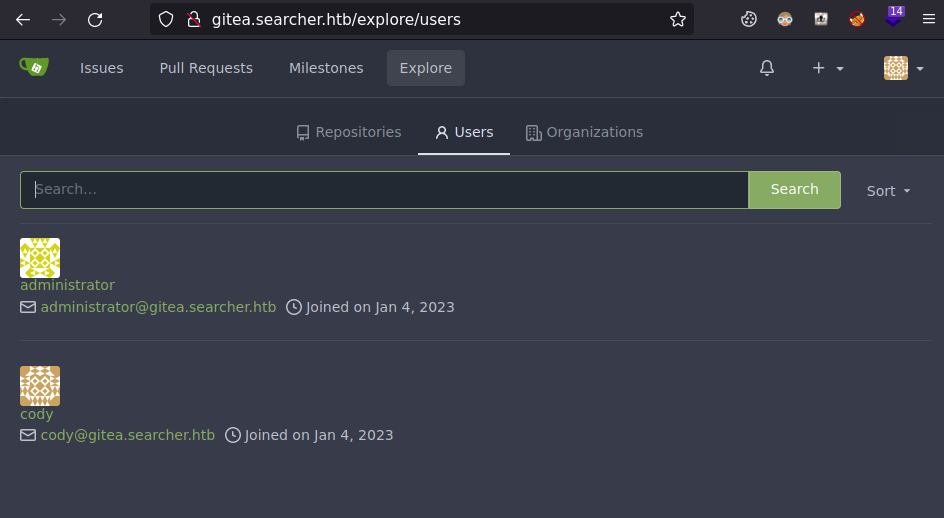 gitea.searcher.htb/explore/users
14
Issues Pull Requests Milestones Explore
Repositories Users Organizations
Search... Search Sort
administrator
administrator@gitea.searcher.htb Joined on Jan 4, 2023
cody
cody@gitea.searcher.htb Joined on Jan 4, 2023